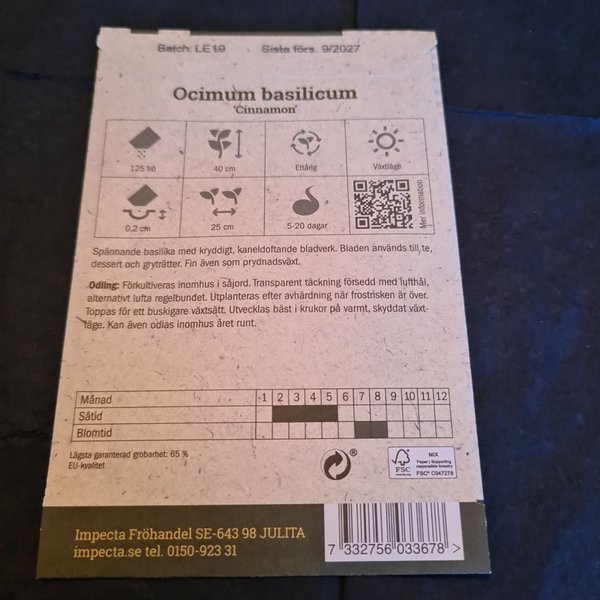 Batch: LE19 Sista förs. 9/2027
Ocimum basilicum
'Cinnamon'
125 frö 40 cm Ettårig Växtläge
0,2 cm 25 cm 5-20 dagar Mer information
Spännande basilika med kryddigt, kaneldoftande bladverk. Bladen används till te,
dessert och gryträtter. Fin även som prydnadsväxt.
Odling: Förkultiveras inomhus i såjord. Transparent täckning försedd med lufthål,
alternativt lufta regelbundet. Utplanteras efter avhärdning när frostrisken är över.
Toppas för ett buskigare växtsätt. Utvecklas bäst i krukor på varmt, skyddat växt-
läge. Kan även odlas inomhus året runt.
Månad 1 2 3 4 5 6 7 8 9 10 11 12
Såtid
Blomtid
Lägsta garanterad grobarhet: 65 %
EU-kvalitet
®
FSC
MIX
Paper | Supporting
responsible forestry
FSC® C047278
Impecta Fröhandel SE-643 98 JULITA
impecta.se tel. 0150-923 31
7 332756 033678 >